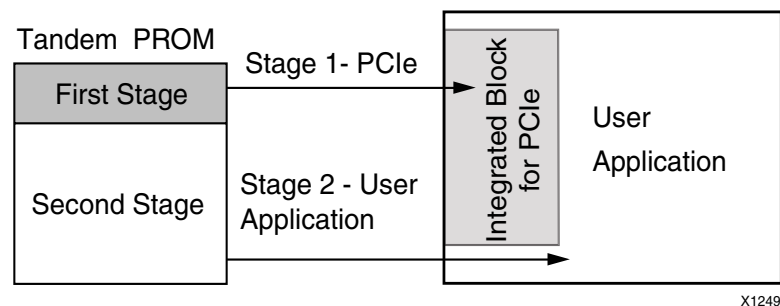 Tandem PROM
First Stage
Second Stage
Stage 1- PCIe
Stage 2 - User
Application
Integrated Block
for PCIe
User
Application
X1249